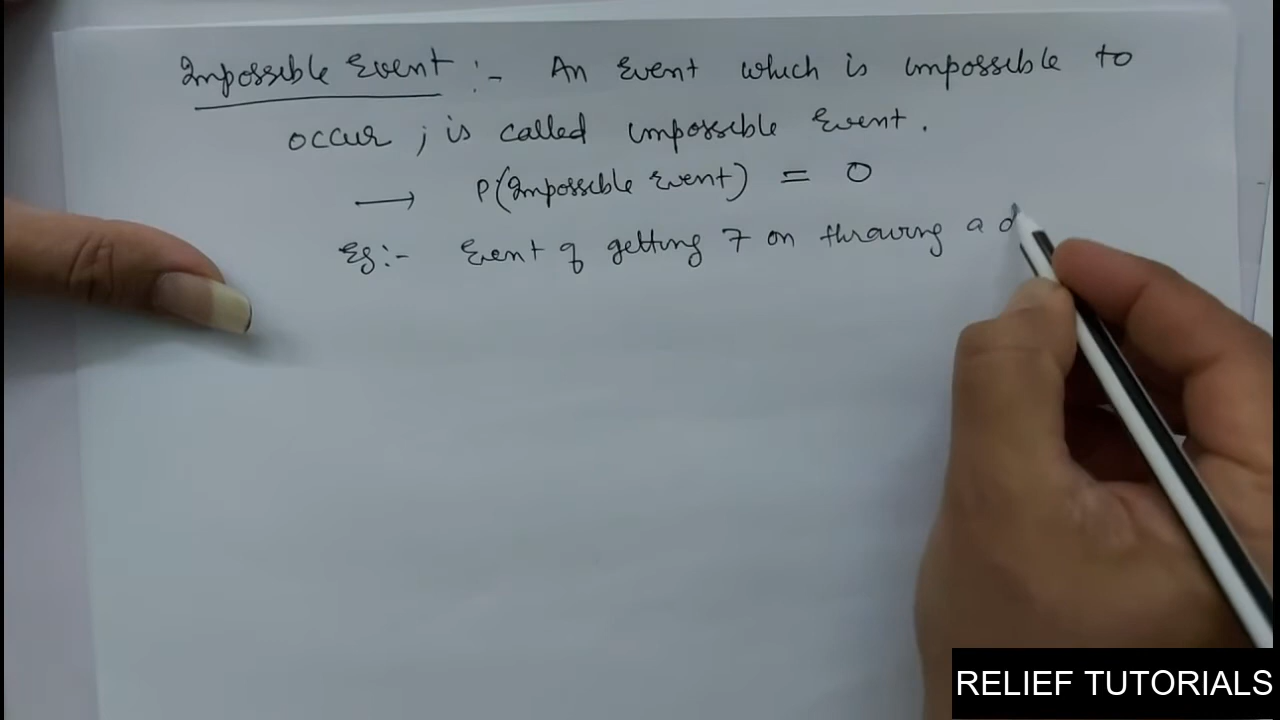 Impossible Event :- An Event which is impossible to
occur ; is called impossible Event.
→ P(Impossible Event) = 0
Eg:- Event of getting 7 on throwing a d
RELIEF TUTORIALS